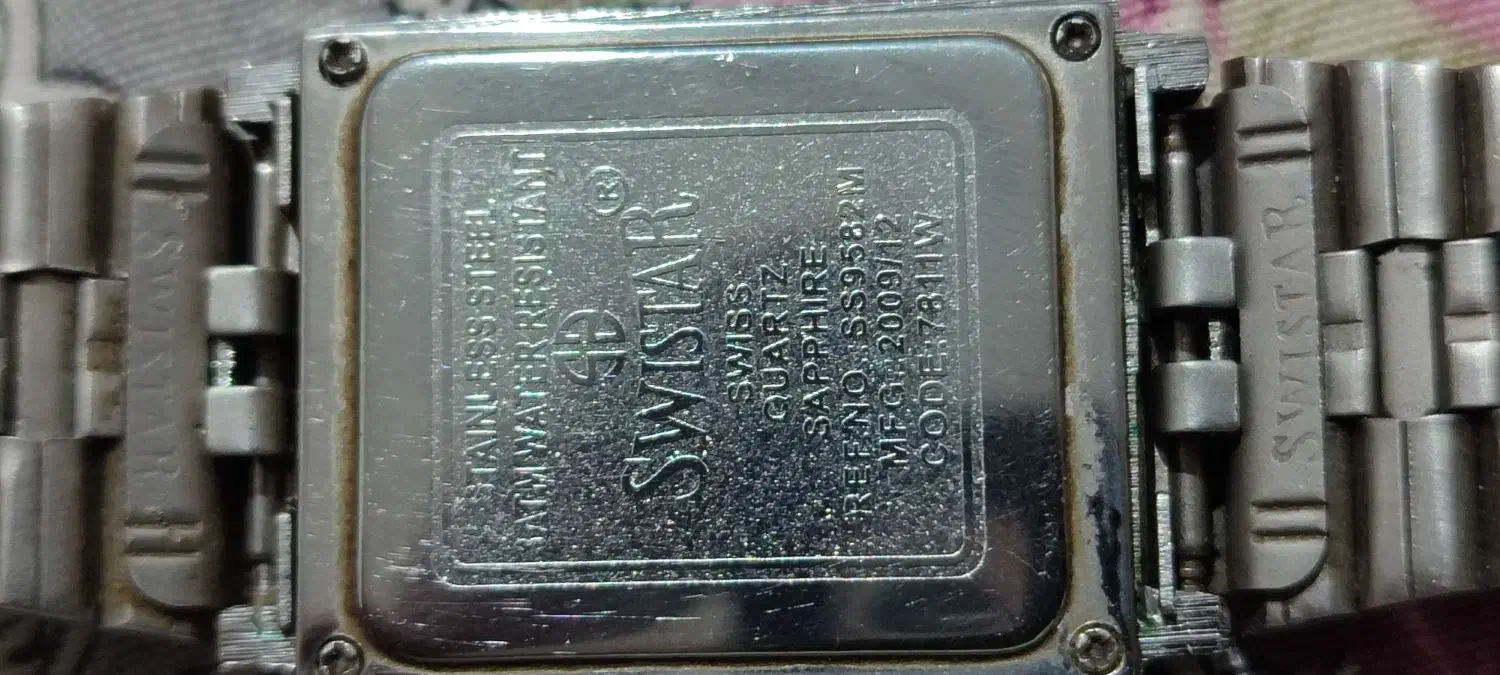 STAINLESS STEEL
3ATM WATER RESISTANT
®
SWISTAR
SWISS
QUARTZ
SAPPHIRE
REF.NO. SS9582M
MFG.:2009/12
CODE:7811W
SWISTAR
SWISTAR